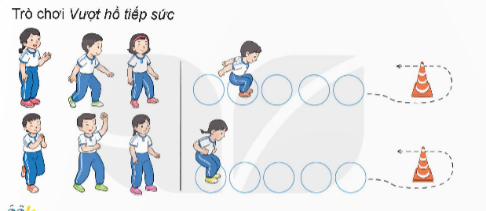 Trò chơi Vượt hồ tiếp sức